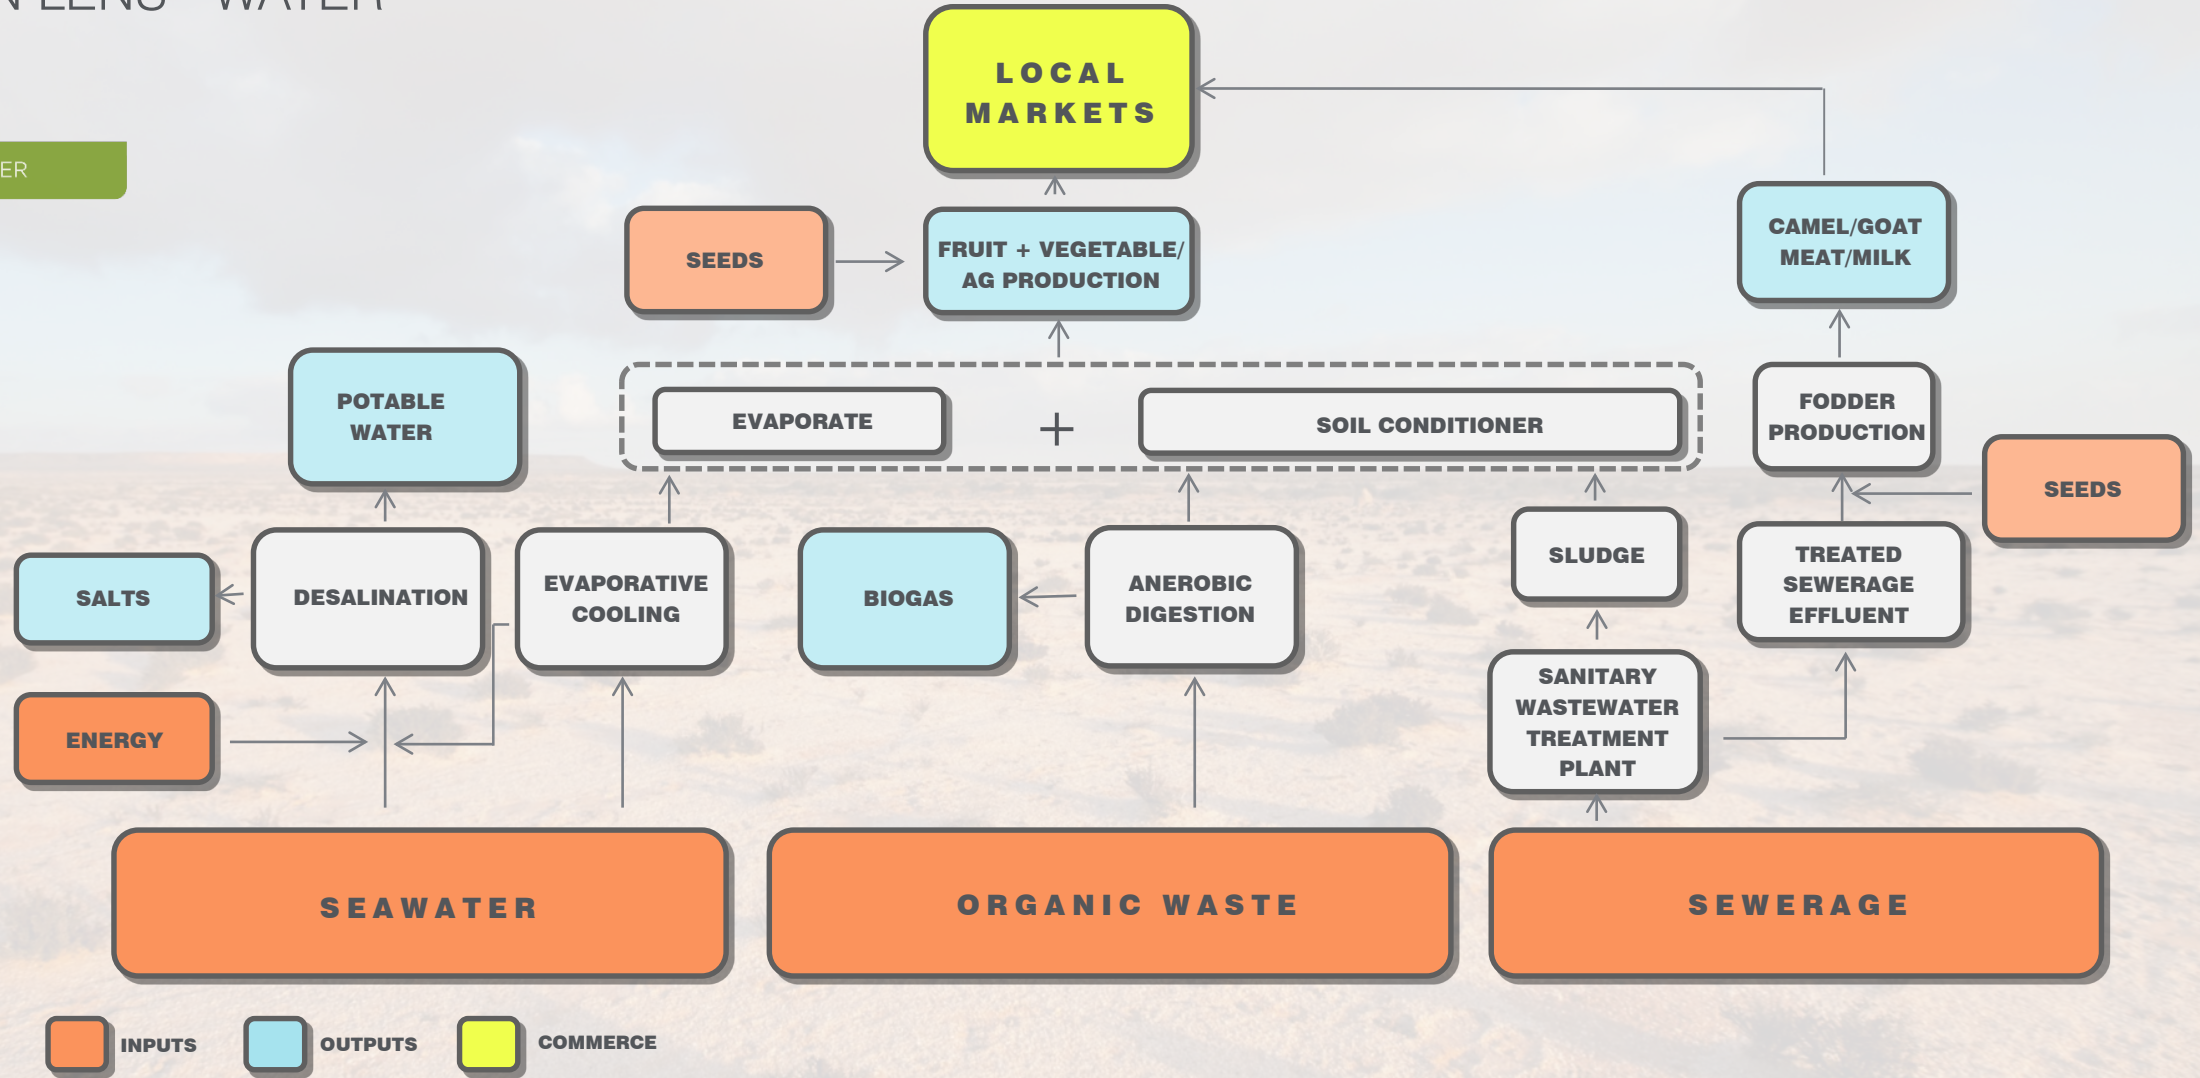 WATER
ER
LOCAL
MARKETS
SEEDS
FRUIT + VEGETABLE/
AG PRODUCTION
CAMEL/GOAT
MEAT/MILK
POTABLE
WATER
EVAPORATE
+
SOIL CONDITIONER
FODDER
PRODUCTION
SEEDS
SALTS
DESALINATION
EVAPORATIVE
COOLING
BIOGAS
ANEROBIC
DIGESTION
SLUDGE
TREATED
SEWERAGE
EFFLUENT
ENERGY
SANITARY
WASTEWATER
TREATMENT
PLANT
SEAWATER
ORGANIC WASTE
SEWERAGE
INPUTS
OUTPUTS
COMMERCE